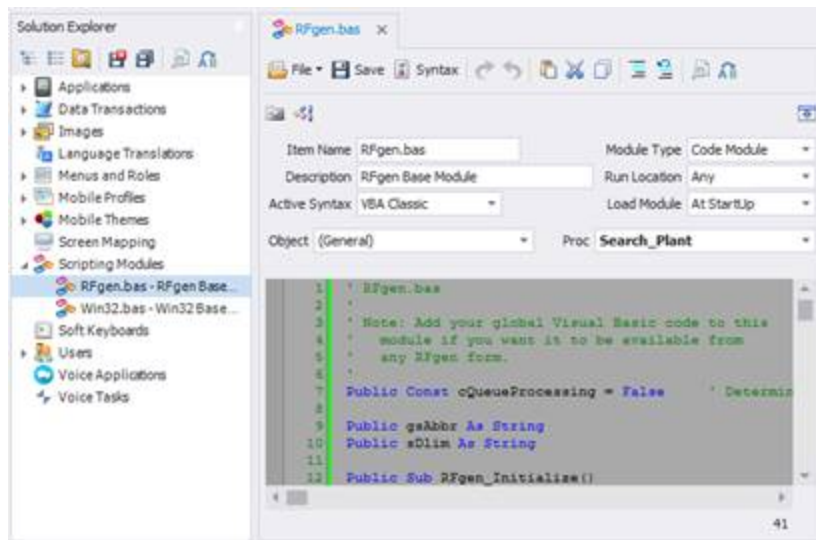 Solution Explorer
Applications
Data Transactions
Images
Language Translations
Menus and Roles
Mobile Profiles
Mobile Themes
Screen Mapping
Scripting Modules
RFgen.bas - RFgen Base...
Win32.bas - Win32 Base...
Soft Keyboards
Users
Voice Applications
Voice Tasks
RFgen.bas ×
File Save Syntax
Item Name RFgen.bas Module Type Code Module
Description RFgen Base Module Run Location Any
Active Syntax VBA Classic Load Module At StartUp
Object (General) Proc Search_Plant
1 ' RFgen.bas
2 '
3 ' Note: Add your global Visual Basic code to this
4 ' module if you want it to be available from
5 ' any RFgen form.
6 '
7 Public Const cQueueProcessing = False ' Determin
8
9 Public gsAbbr As String
10 Public sDlim As String
11
12 Public Sub RFgen_Initialize()
41